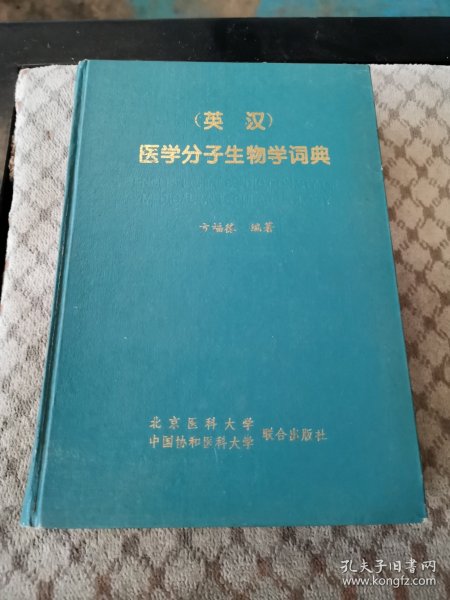 （英 汉）
医学分子生物学词典
方福德 编著
北京医科大学
中国协和医科大学
联合出版社
孔夫子旧书网
www.kongfz.com